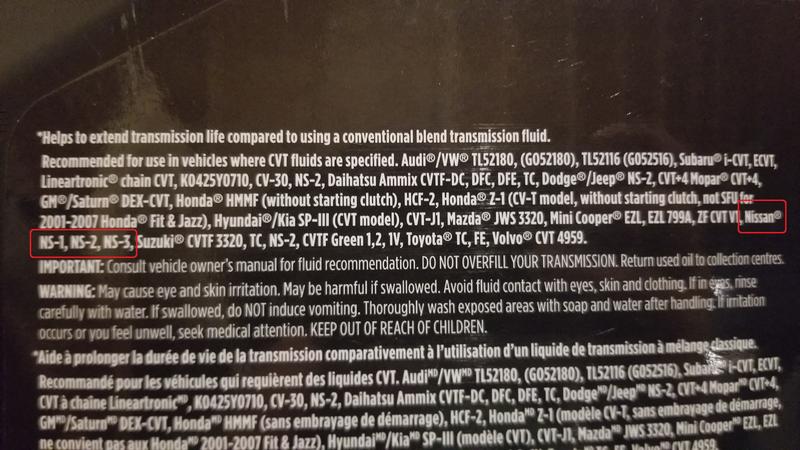 *Helps to extend transmission life compared to using a conventional blend transmission fluid.
Recommended for use in vehicles where CVT fluids are specified. Audi®/VW® TL52180, (G052180), TL52116 (G052516), Subaru® i-CVT, ECVT,
Lineartronic® chain CVT, K0425Y0710, CV-30, NS-2, Daihatsu Ammix CVTF-DC, DFC, DFE, TC, Dodge®/Jeep® NS-2, CVT+4 Mopar® CVT+4,
GM®/Saturn® DEX-CVT, Honda® HMMF (without starting clutch), HCF-2, Honda® Z-1 (CV-T model, without starting clutch, not SFU for
2001-2007 Honda® Fit & Jazz), Hyundai®/Kia SP-III (CVT model), CVT-J1, Mazda® JWS 3320, Mini Cooper® EZL, EZL 799A, ZF CVT V1, Nissan®
NS-1, NS-2, NS-3, Suzuki® CVTF 3320, TC, NS-2, CVTF Green 1,2, 1V, Toyota® TC, FE, Volvo® CVT 4959.
IMPORTANT: Consult vehicle owner's manual for fluid recommendation. DO NOT OVERFILL YOUR TRANSMISSION. Return used oil to collection centres.
WARNING: May cause eye and skin irritation. May be harmful if swallowed. Avoid fluid contact with eyes, skin and clothing. If in eyes, rinse
carefully with water. If swallowed, do NOT induce vomiting. Thoroughly wash exposed areas with soap and water after handling. If irritation
occurs or you feel unwell, seek medical attention. KEEP OUT OF REACH OF CHILDREN.
*Aide à prolonger la durée de vie de la transmission comparativement à l'utilisation d'un liquide de transmission à mélange classique.
Recommandé pour les véhicules qui requièrent des liquides CVT. Audi MD/VW MD TL52180, (G052180), TL52116 (G052516), Subaru MD i-CVT, ECVT,
CVT à chaîne Lineartronic MD, K0425Y0710, CV-30, NS-2, Daihatsu Ammix CVTF-DC, DFC, DFE, TC, Dodge MD/Jeep MD NS-2, CVT+4 Mopar MD CVT+4,
GM MD/Saturn MD DEX-CVT, Honda MD HMMF (sans embrayage de démarrage), HCF-2, Honda MD Z-1 (modèle CV-T, sans embrayage de démarrage,
ne convient pas aux Honda MD 2001-2007 Fit & Jazz), Hyundai MD/Kia MD SP-III (modèle CVT), CVT-J1, Mazda MD JWS 3320, Mini Cooper MD EZL, EZL
TC, FE, Volvo MD CVT 4959.